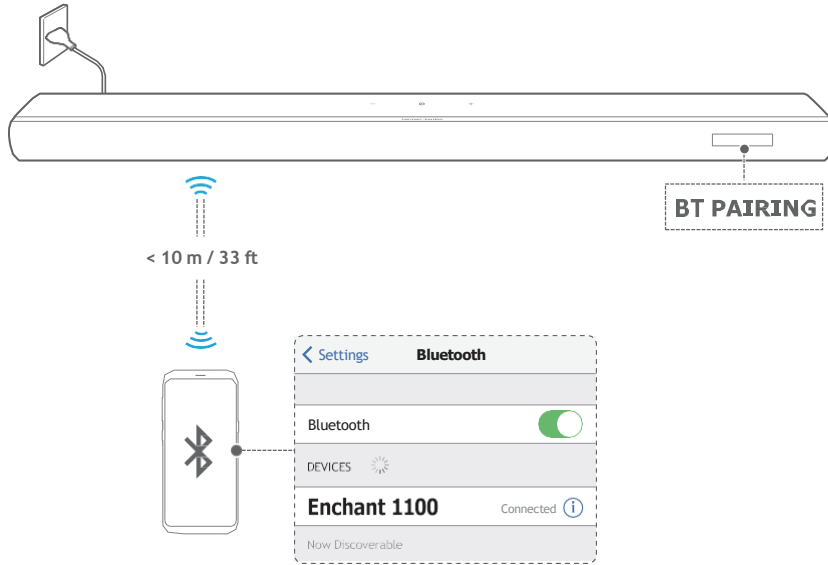 BT PAIRING
< 10 m / 33 ft
Settings Bluetooth
Bluetooth
DEVICES
Enchant 1100 Connected
Now Discoverable